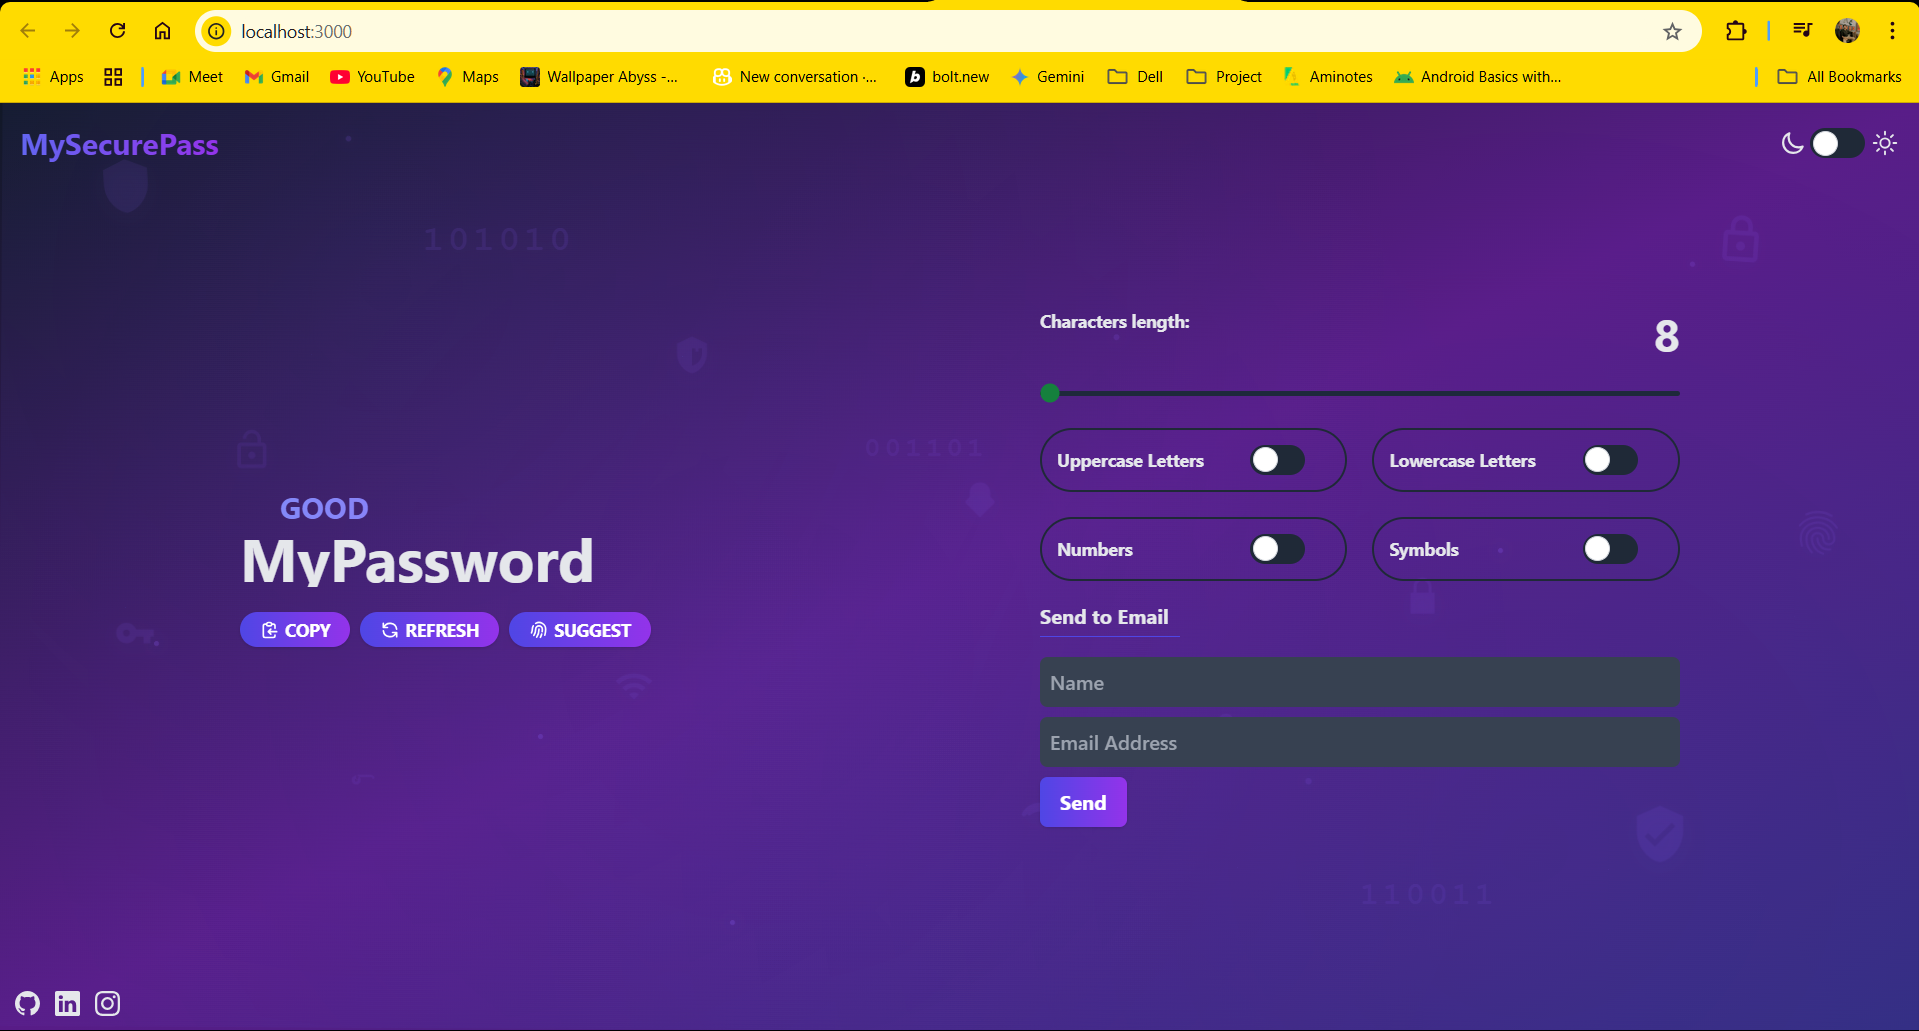 localhost:3000
Apps Meet Gmail YouTube Maps Wallpaper Abyss -... New conversation ·... bolt.new Gemini Dell Project Aminotes Android Basics with... All Bookmarks
MySecurePass
101010
Characters length:
8
001101
Uppercase Letters Lowercase Letters
GOOD
MyPassword
Numbers Symbols
COPY REFRESH SUGGEST
Send to Email
Name
Email Address
Send
110011